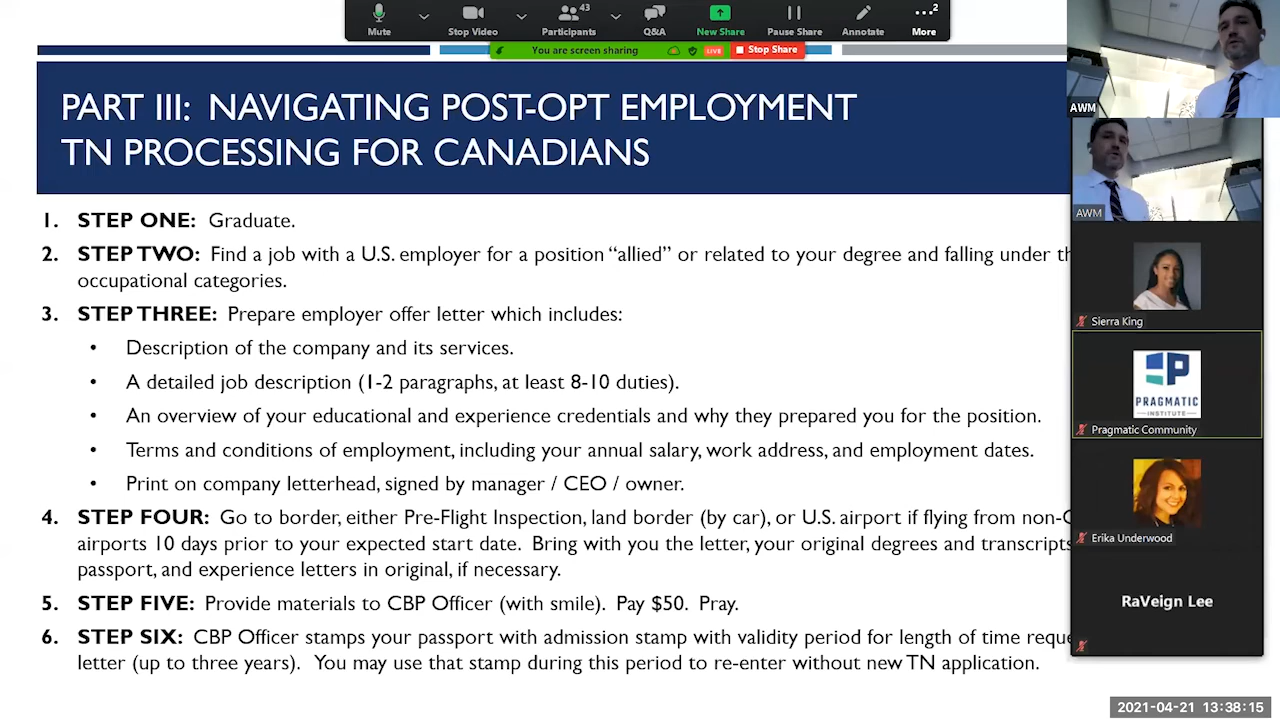 Mute
Stop Video
43
Participants
Q&A
New Share
Pause Share
Annotate
2
More
You are screen sharing
LIVE
Stop Share
PART III: NAVIGATING POST-OPT EMPLOYMENT
TN PROCESSING FOR CANADIANS
1. STEP ONE: Graduate.
2. STEP TWO: Find a job with a U.S. employer for a position “allied” or related to your degree and falling under
occupational categories.
3. STEP THREE: Prepare employer offer letter which includes:
• Description of the company and its services.
• A detailed job description (1-2 paragraphs, at least 8-10 duties).
• An overview of your educational and experience credentials and why they prepared you for the position.
• Terms and conditions of employment, including your annual salary, work address, and employment dates.
• Print on company letterhead, signed by manager / CEO / owner.
4. STEP FOUR: Go to border, either Pre-Flight Inspection, land border (by car), or U.S. airport if flying from
airports 10 days prior to your expected start date. Bring with you the letter, your original degrees and transcripts
passport, and experience letters in original, if necessary.
5. STEP FIVE: Provide materials to CBP Officer (with smile). Pay $50. Pray.
6. STEP SIX: CBP Officer stamps your passport with admission stamp with validity period for length of time
letter (up to three years). You may use that stamp during this period to re-enter without new TN application.
AWM
AWM
Sierra King
PRAGMATIC
INSTITUTE
Pragmatic Community
Erika Underwood
RaVeign Lee
2021-04-21 13:38:15